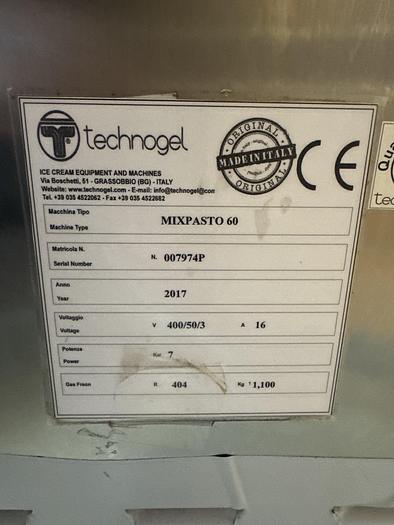 technogel
ORIGINAL
MADE IN ITALY
ORIGINAL
CE
ICE CREAM EQUIPMENT AND MACHINES
Via Boschetti, 51 - GRASSOBBIO (BG) - ITALY
Website: www.technogel.com - E-mail: info@technogel.com
Tel. +39 035 4522062 - Fax +39 035 4522682
Macchina Tipo
Machine Type MIXPASTO 60
Matricola N.
Serial Number N. 007974P
Anno
Year 2017
Voltaggio
Voltage V 400/50/3 A 16
Potenza
Power Kw 7
Gas Freon R 404 Kg 1,100